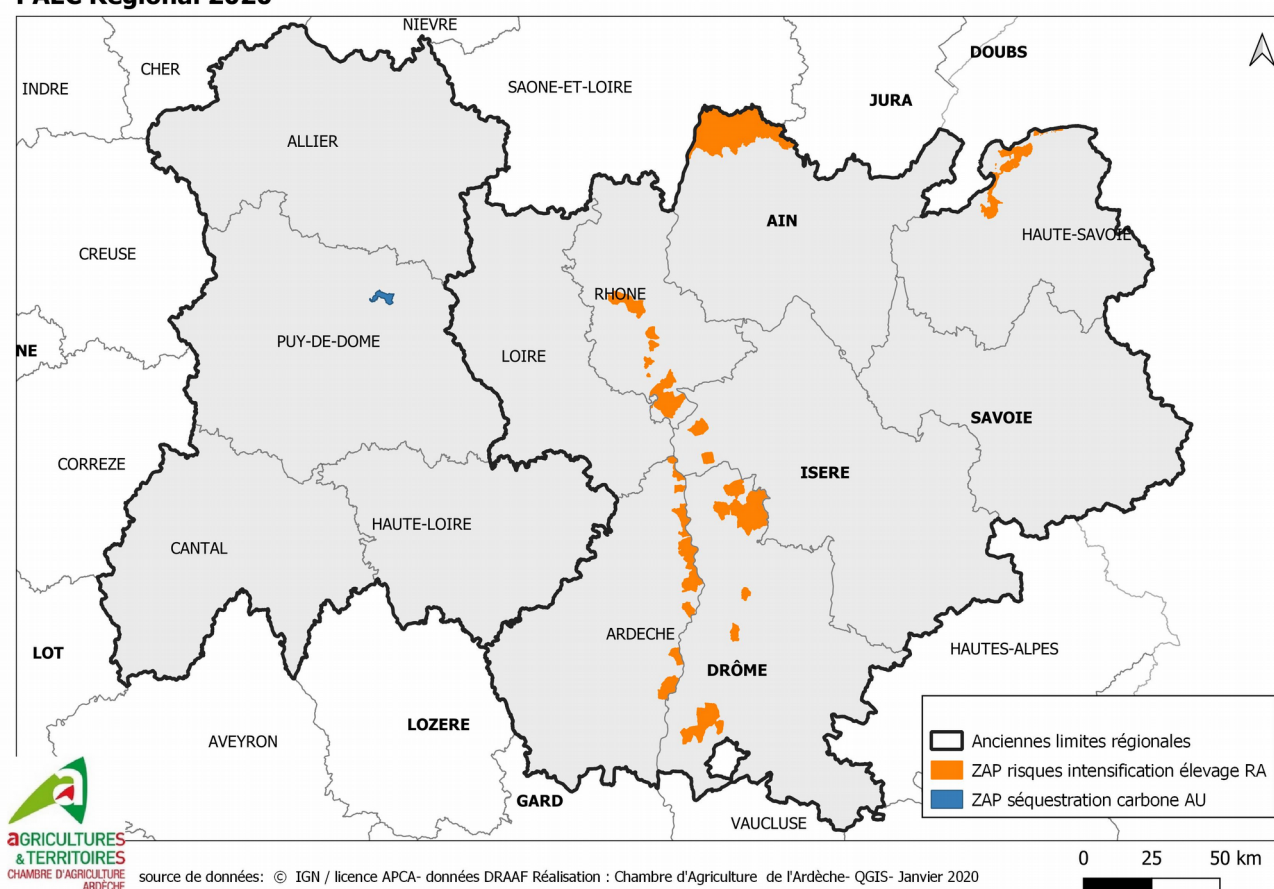 PAEC Régional 2020
NIEVRE
DOUBS
CHER
INDRE
SAONE-ET-LOIRE
JURA
ALLIER
AIN
HAUTE-SAVOIE
CREUSE
RHONE
PUY-DE-DOME
NE
LOIRE
SAVOIE
CORREZE
ISERE
HAUTE-LOIRE
CANTAL
ARDECHE
HAUTES-ALPES
LOT
DRÔME
LOZERE
AVEYRON
GARD
VAUCLUSE
Anciennes limites régionales
ZAP risques intensification élevage RA
ZAP séquestration carbone AU
aGRICULTURES
& TERRITOIRES
CHAMBRE D'AGRICULTURE
ARDÈCHE
source de données: © IGN / licence APCA- données DRAAF Réalisation : Chambre d'Agriculture de l'Ardèche- QGIS- Janvier 2020
0 25 50 km